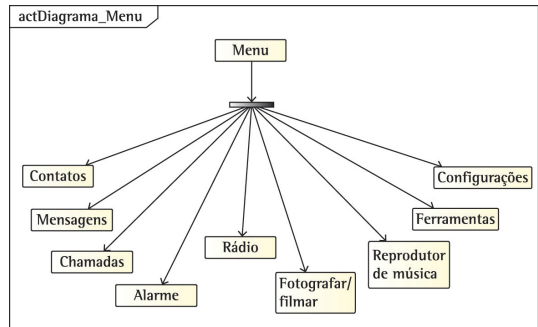 actDiagrama_Menu
Menu
Contatos
Mensagens
Chamadas
Alarme
Rádio
Fotografar/
filmar
Reprodutor
de música
Ferramentas
Configurações